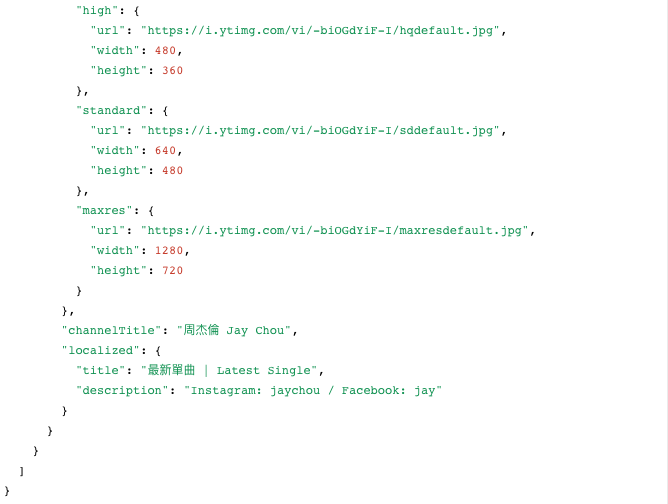 "high": {
"url": "https://i.ytimg.com/vi/-biOGdYiF-I/hqdefault.jpg",
"width": 480,
"height": 360
},
"standard": {
"url": "https://i.ytimg.com/vi/-biOGdYiF-I/sddefault.jpg",
"width": 640,
"height": 480
},
"maxres": {
"url": "https://i.ytimg.com/vi/-biOGdYiF-I/maxresdefault.jpg",
"width": 1280,
"height": 720
}
},
"channelTitle": "周杰倫 Jay Chou",
"localized": {
"title": "最新單曲 | Latest Single",
"description": "Instagram: jaychou / Facebook: jay"
}
}
}
]
}